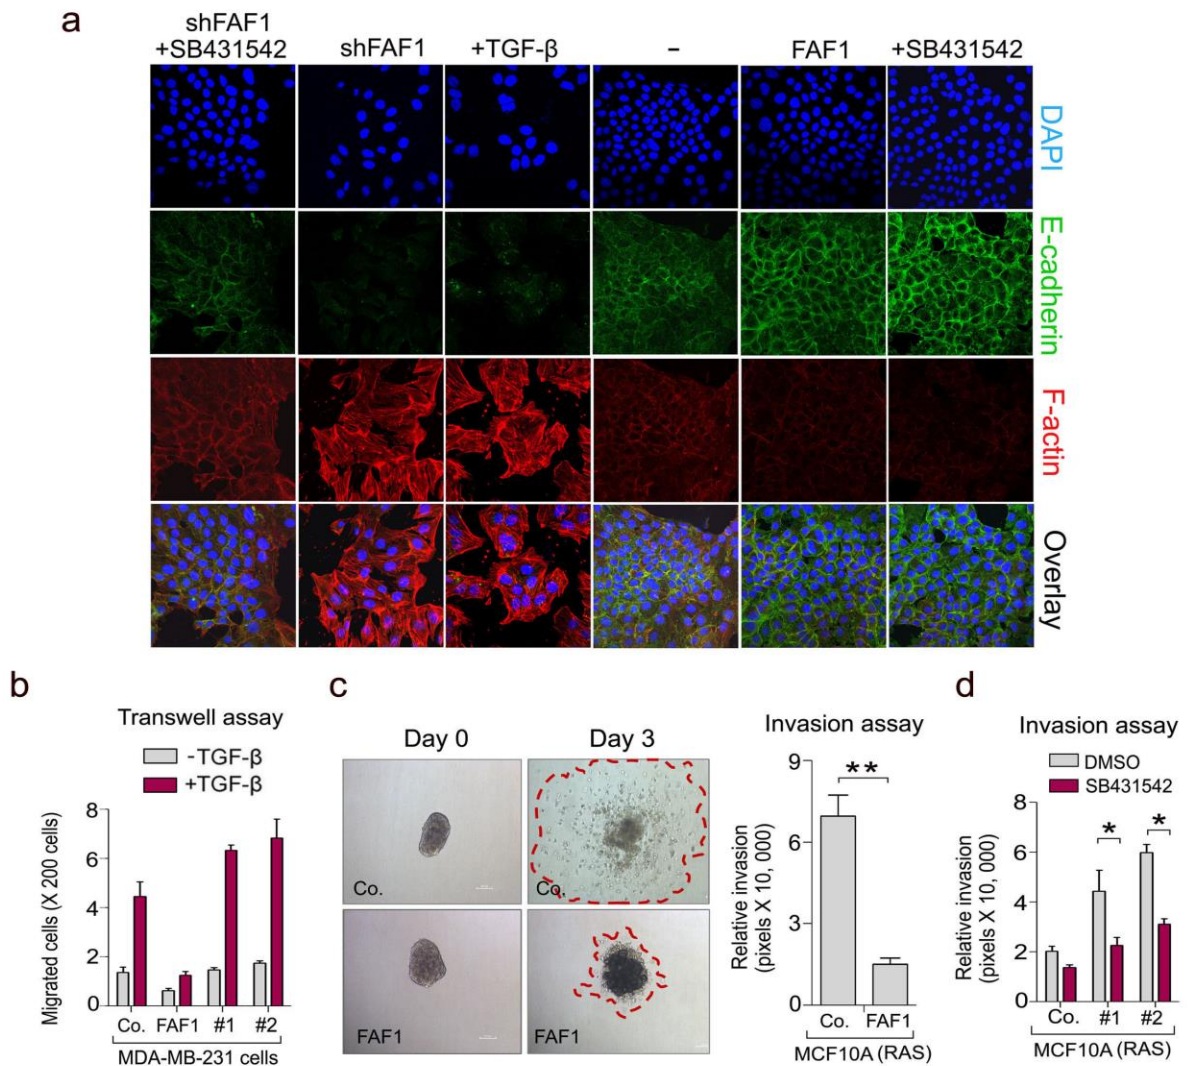 a
shFAF1
+SB431542
shFAF1
+TGF-β
–
FAF1
+SB431542
DAPI
E-cadherin
F-actin
Overlay
b
Transwell assay
-TGF-β
+TGF-β
Migrated cells (X 200 cells)
8
6
4
2
0
Co. FAF1 #1 #2
MDA-MB-231 cells
c
Day 0 Day 3
Co.
Co.
FAF1
FAF1
Invasion assay
Relative invasion
(pixels X 10, 000)
9
6
3
0
**
Co. FAF1
MCF10A (RAS)
d
Invasion assay
DMSO
SB431542
Relative invasion
(pixels X 10, 000)
8
6
4
2
0
*
*
Co. #1 #2
MCF10A (RAS)